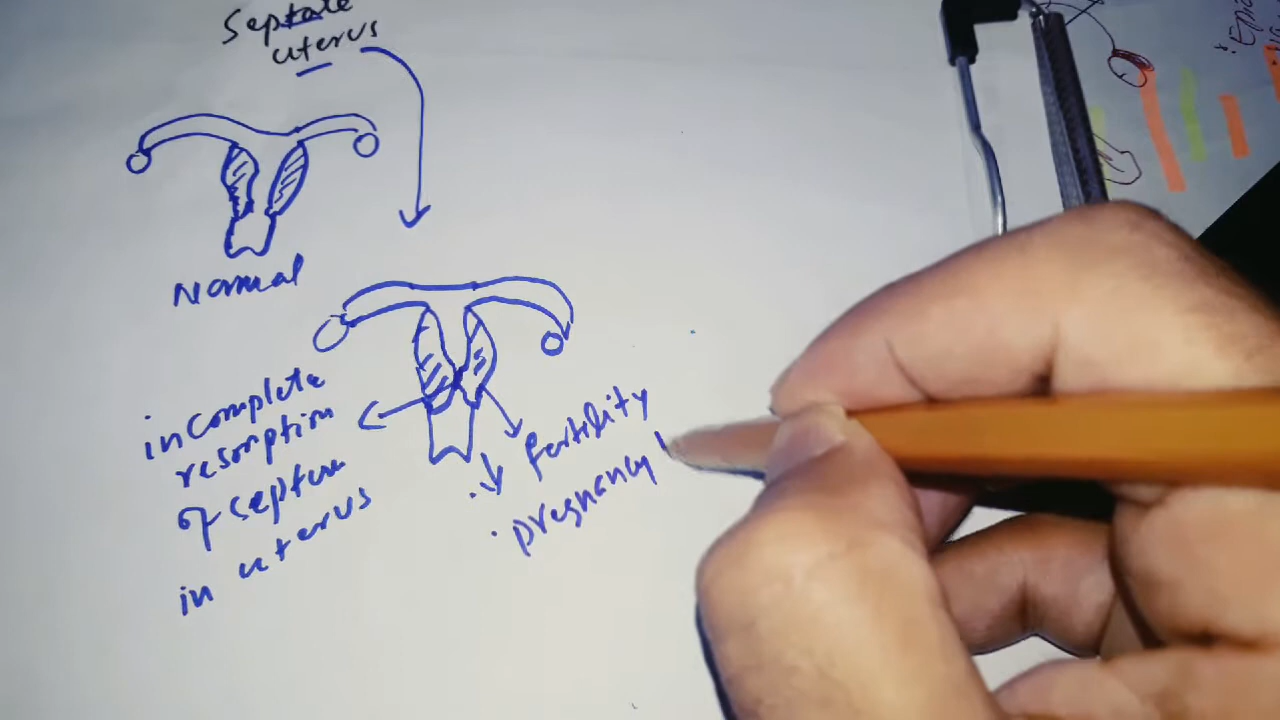 Septate
uterus
Normal
incomplete
resorption
of septum
in uterus
. ↓ fertility
. pregnancy